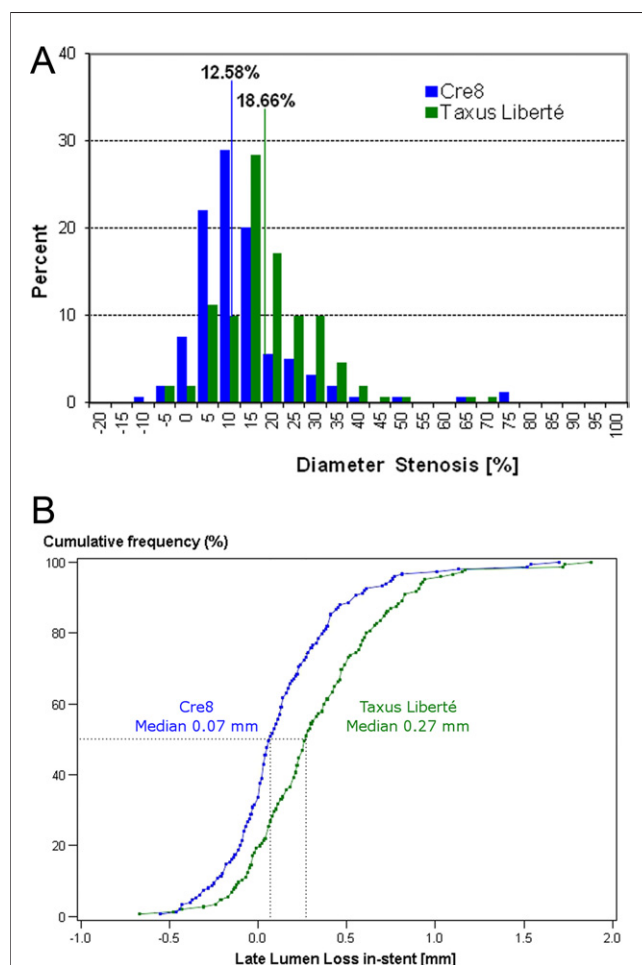 A
40
30
20
10
0
Percent
12.58%
18.66%
Cre8
Taxus Liberté
-20 -15 -10 -5 0 5 10 15 20 25 30 35 40 45 50 55 60 65 70 75 80 85 90 95 100
Diameter Stenosis [%]
B
Cumulative frequency (%)
100
80
60
40
20
0
Cre8
Median 0.07 mm
Taxus Liberté
Median 0.27 mm
-1.0 -0.5 0.0 0.5 1.0 1.5 2.0
Late Lumen Loss in-stent [mm]